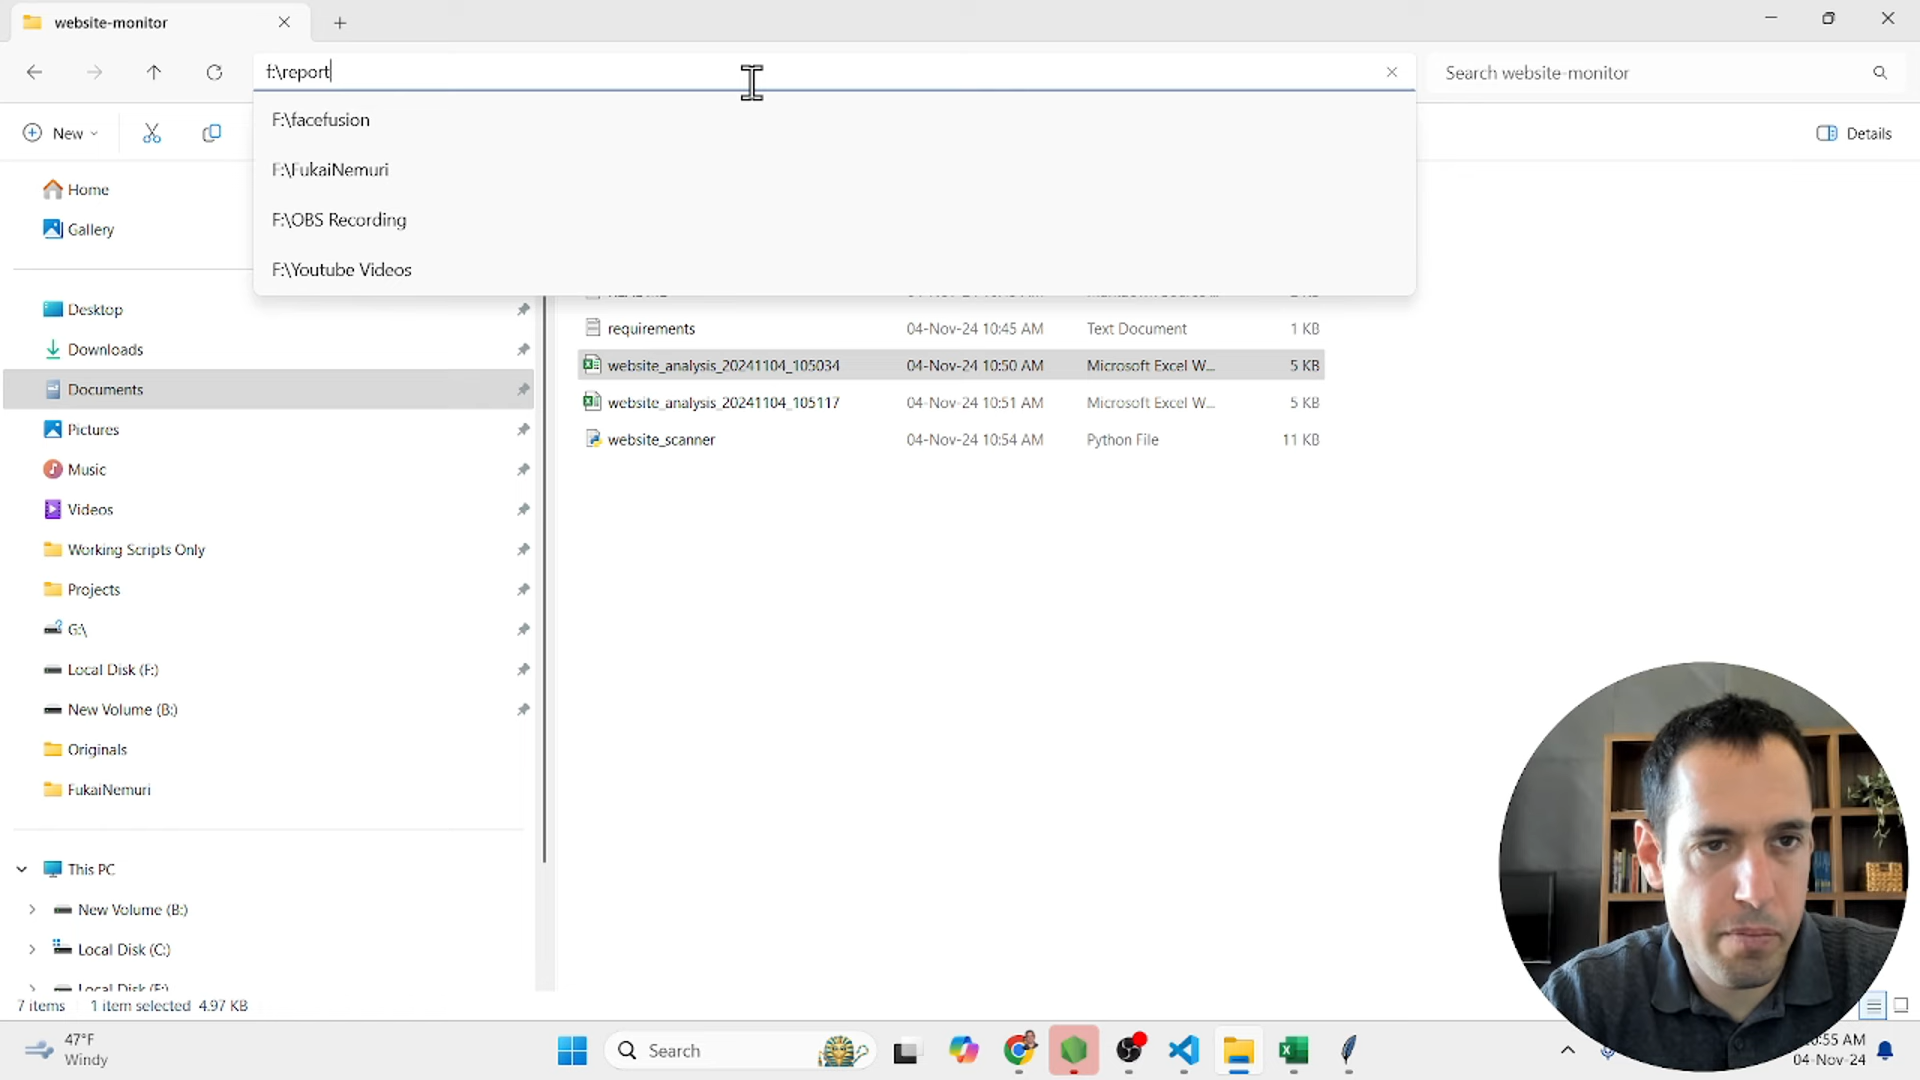 website-monitor
f:\report
Search website-monitor
New
Details
F:\facefusion
F:\FukaiNemuri
F:\OBS Recording
F:\Youtube Videos
Home
Gallery
Desktop
Downloads
Documents
Pictures
Music
Videos
Working Scripts Only
Projects
G:\
Local Disk (F:)
New Volume (B:)
Originals
FukaiNemuri
This PC
New Volume (B:)
Local Disk (C:)
Local Disk (F:)
requirements 04-Nov-24 10:45 AM Text Document 1 KB
website_analysis_20241104_105034 04-Nov-24 10:50 AM Microsoft Excel W... 5 KB
website_analysis_20241104_105117 04-Nov-24 10:51 AM Microsoft Excel W... 5 KB
website_scanner 04-Nov-24 10:54 AM Python File 11 KB
7 items 1 item selected 4.97 KB
47°F
Windy
Search
:55 AM
04-Nov-24